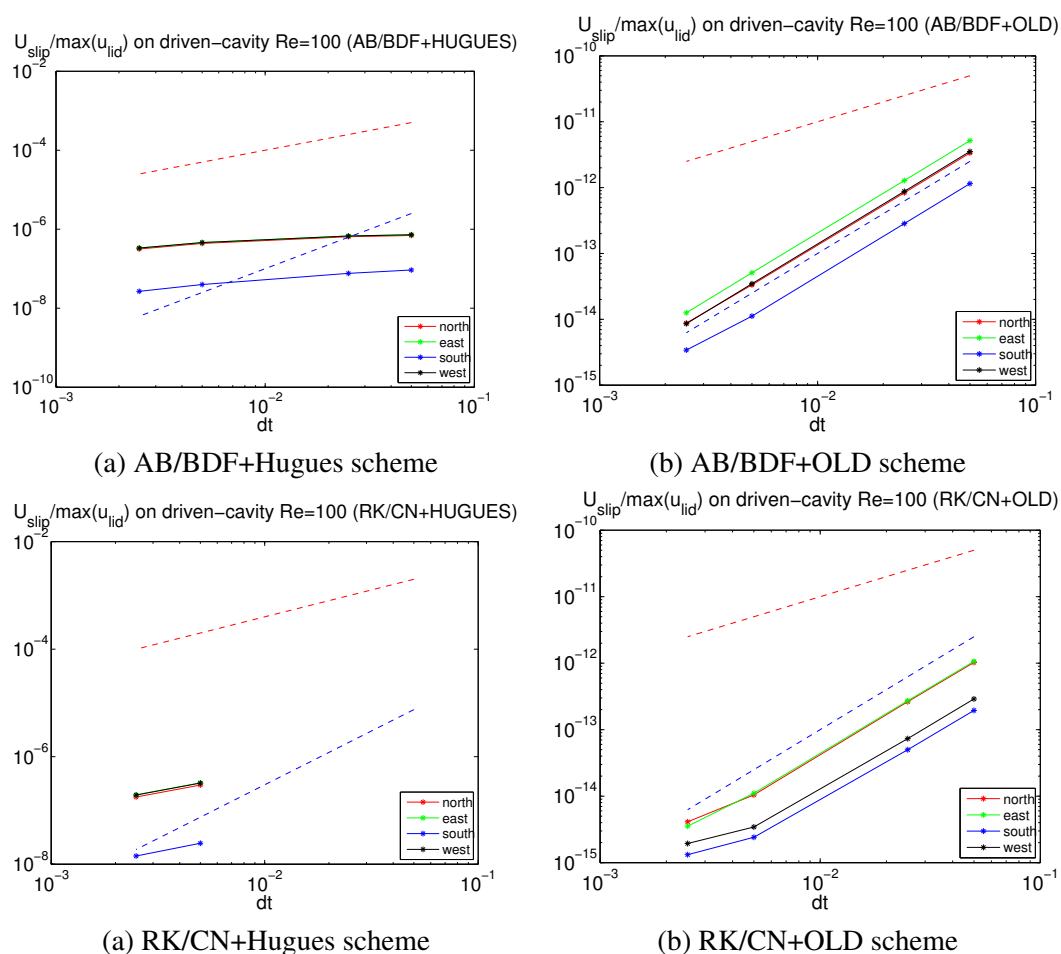 U_slip/max(u_lid) on driven−cavity Re=100 (AB/BDF+HUGUES)
10^−2
10^−4
10^−6
10^−8
10^−10
10^−3
10^−2
10^−1
dt
north
east
south
west
(a) AB/BDF+Hugues scheme
U_slip/max(u_lid) on driven−cavity Re=100 (AB/BDF+OLD)
10^−10
10^−11
10^−12
10^−13
10^−14
10^−15
10^−3
10^−2
10^−1
dt
north
east
south
west
(b) AB/BDF+OLD scheme
U_slip/max(u_lid) on driven−cavity Re=100 (RK/CN+HUGUES)
10^−2
10^−4
10^−6
10^−8
10^−3
10^−2
10^−1
dt
north
east
south
west
(a) RK/CN+Hugues scheme
U_slip/max(u_lid) on driven−cavity Re=100 (RK/CN+OLD)
10^−10
10^−11
10^−12
10^−13
10^−14
10^−15
10^−3
10^−2
10^−1
dt
north
east
south
west
(b) RK/CN+OLD scheme